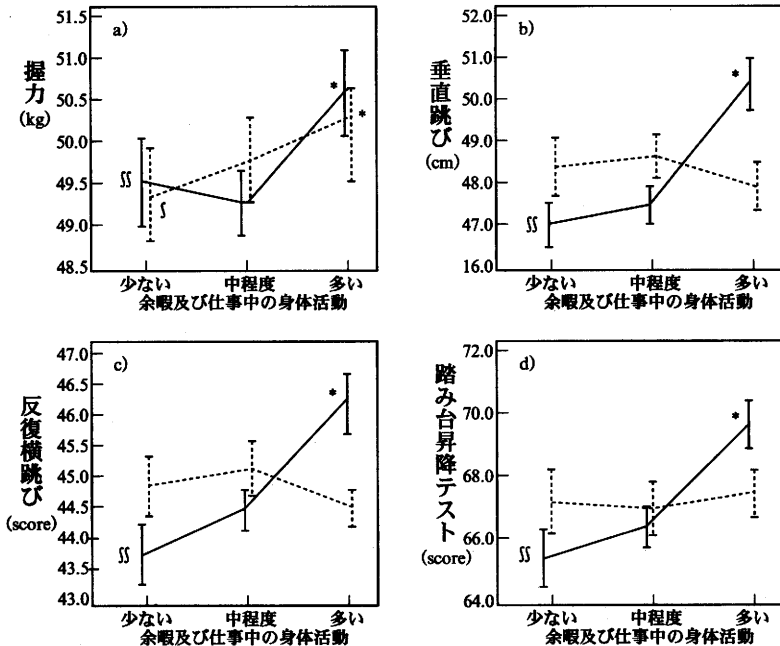 a)
握力
(kg)
51.5
51.0
50.5
50.0
49.5
49.0
48.5
*
*
少ない 中程度 多い
余暇及び仕事中の身体活動
b)
垂直跳び
(cm)
52.0
50.0
48.0
47.0
16.0
*
少ない 中程度 多い
余暇及び仕事中の身体活動
c)
反復横跳び
(score)
47.0
46.5
46.0
45.0
44.5
44.0
43.5
43.0
*
少ない 中程度 多い
余暇及び仕事中の身体活動
d)
踏み台昇降テスト
(score)
72.0
70.0
68.0
66.0
64.0
*
少ない 中程度 多い
余暇及び仕事中の身体活動